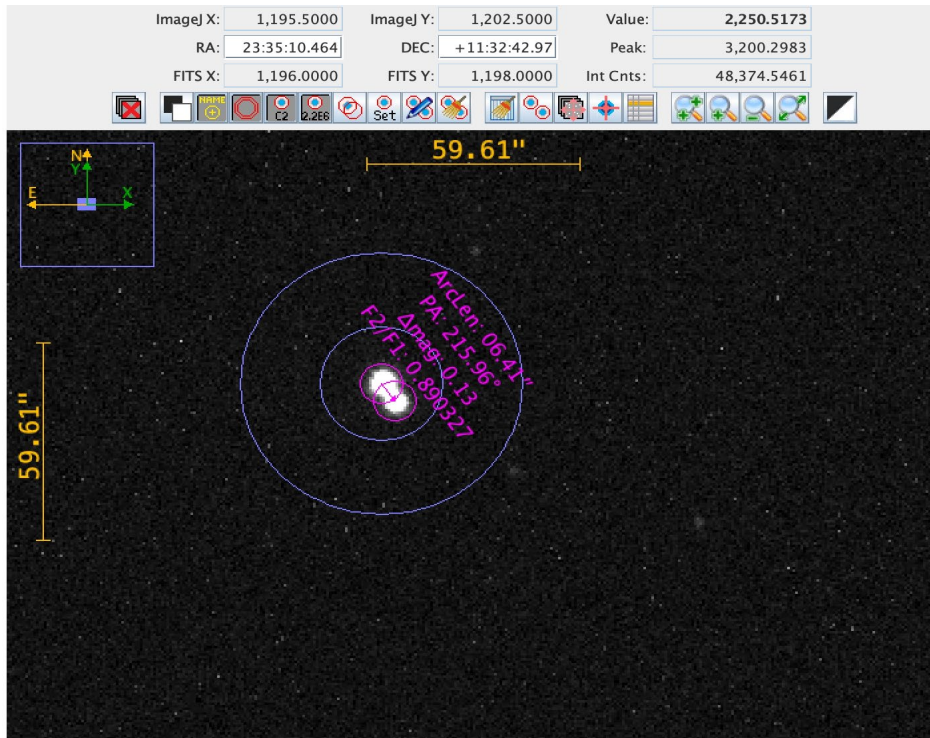 ImageJ X: 1,195.5000 ImageJ Y: 1,202.5000 Value: 2,250.5173
RA: 23:35:10.464 DEC: +11:32:42.97 Peak: 3,200.2983
FITS X: 1,196.0000 FITS Y: 1,198.0000 Int Cnts: 48,374.5461
NAME C2 2.2E6 Set
59.61"
N
Y
E
X
ArcLen: 06.41"
PA: 215.96°
Δmag: 0.13
F2/F1: 0.890327
59.61"